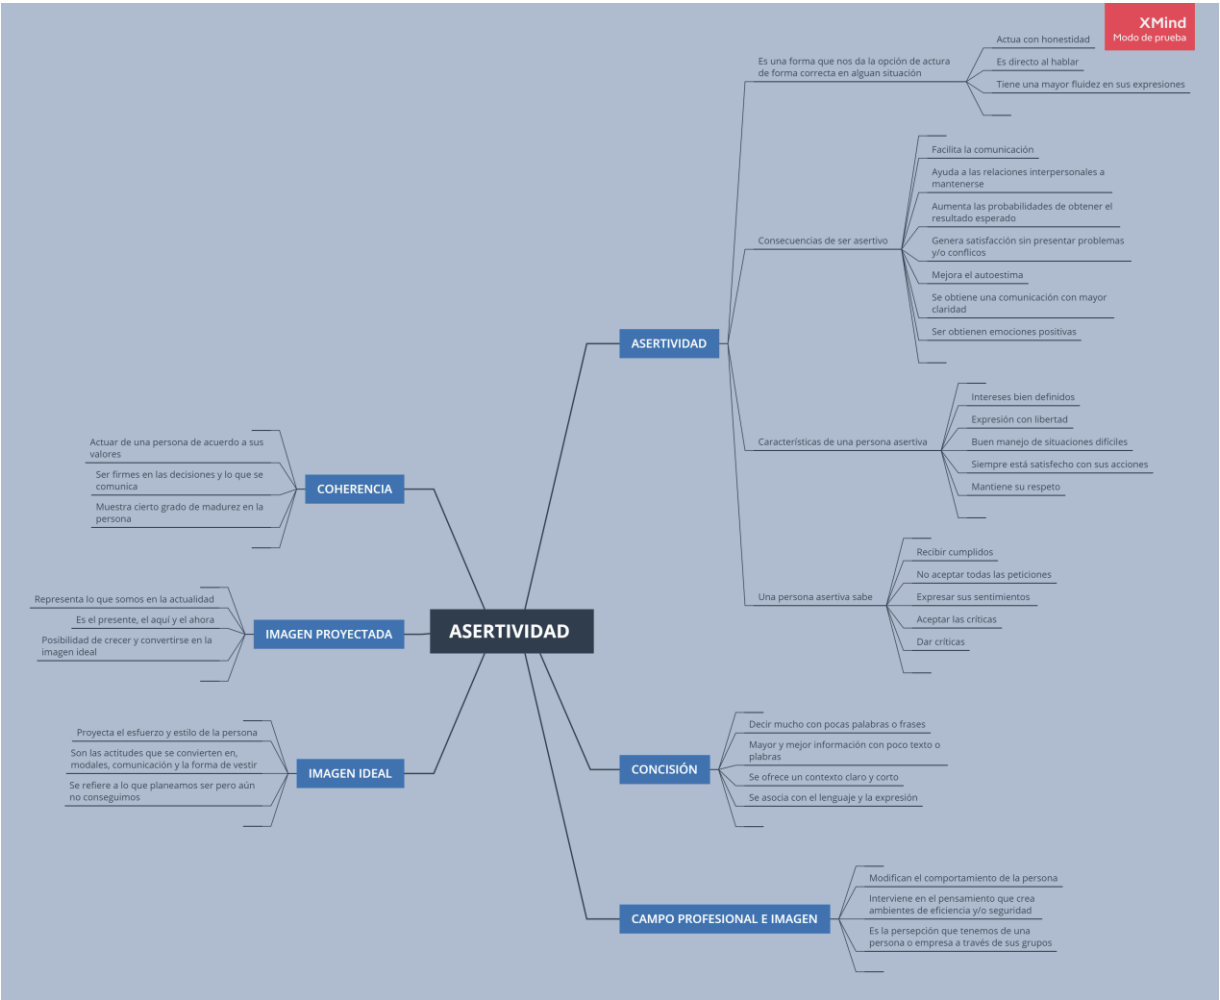 XMind
Modo de prueba
ASERTIVIDAD
ASERTIVIDAD
Es una forma que nos da la opción de actura
de forma correcta en alguan situación
Actua con honestidad
Es directo al hablar
Tiene una mayor fluidez en sus expresiones
Consecuencias de ser asertivo
Facilita la comunicación
Ayuda a las relaciones interpersonales a
mantenerse
Aumenta las probabilidades de obtener el
resultado esperado
Genera satisfacción sin presentar problemas
y/o conflicos
Mejora el autoestima
Se obtiene una comunicación con mayor
claridad
Ser obtienen emociones positivas
Características de una persona asertiva
Intereses bien definidos
Expresión con libertad
Buen manejo de situaciones difíciles
Siempre está satisfecho con sus acciones
Mantiene su respeto
Una persona asertiva sabe
Recibir cumplidos
No aceptar todas las peticiones
Expresar sus sentimientos
Aceptar las críticas
Dar críticas
CONCISIÓN
Decir mucho con pocas palabras o frases
Mayor y mejor información con poco texto o
plabras
Se ofrece un contexto claro y corto
Se asocia con el lenguaje y la expresión
CAMPO PROFESIONAL E IMAGEN
Modifican el comportamiento de la persona
Interviene en el pensamiento que crea
ambientes de eficiencia y/o seguridad
Es la persepción que tenemos de una
persona o empresa a través de sus grupos
COHERENCIA
Actuar de una persona de acuerdo a sus
valores
Ser firmes en las decisiones y lo que se
comunica
Muestra cierto grado de madurez en la
persona
IMAGEN PROYECTADA
Representa lo que somos en la actualidad
Es el presente, el aquí y el ahora
Posibilidad de crecer y convertirse en la
imagen ideal
IMAGEN IDEAL
Proyecta el esfuerzo y estilo de la persona
Son las actitudes que se convierten en,
modales, comunicación y la forma de vestir
Se refiere a lo que planeamos ser pero aún
no conseguimos